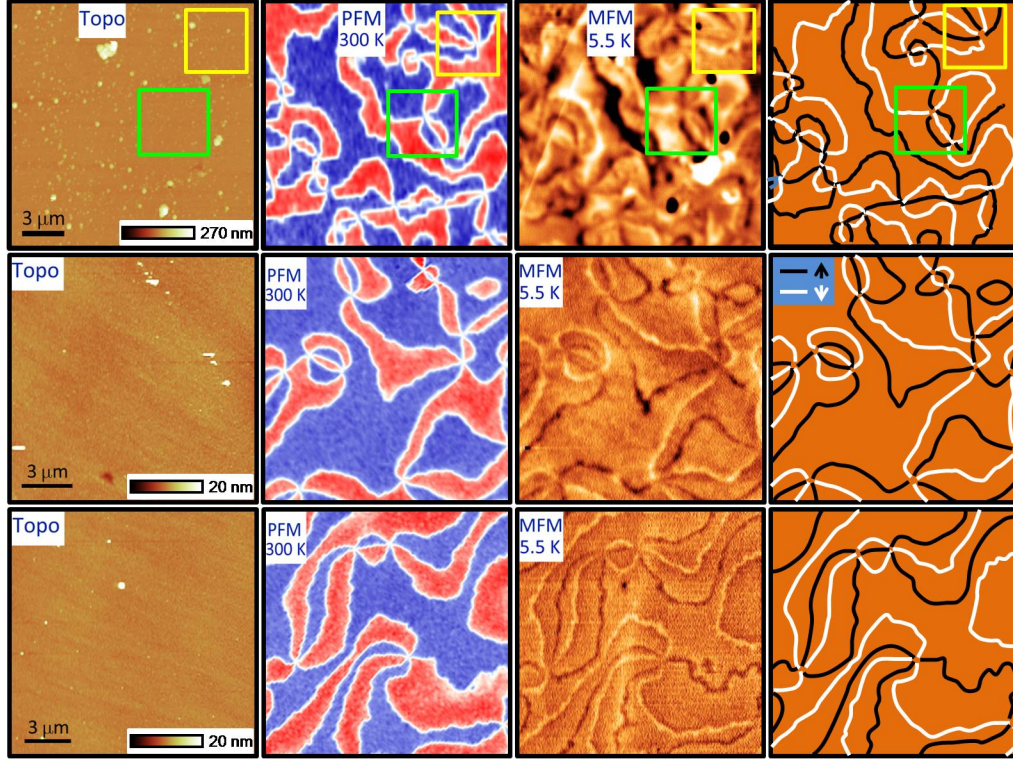 Topo
3 μm
270 nm
PFM
300 K
MFM
5.5 K
Topo
3 μm
20 nm
PFM
300 K
MFM
5.5 K
Topo
3 μm
20 nm
PFM
300 K
MFM
5.5 K